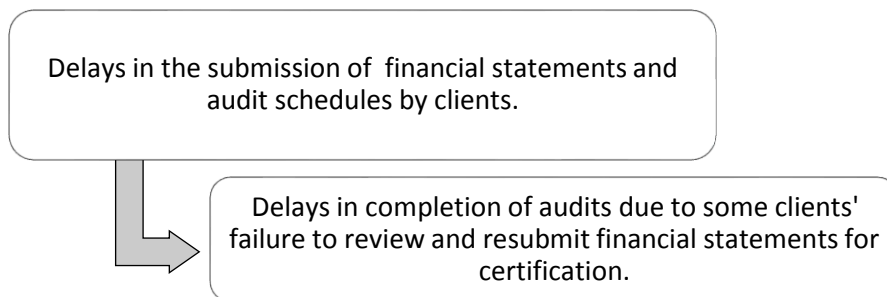 Delays in the submission of financial statements and
audit schedules by clients.
Delays in completion of audits due to some clients'
failure to review and resubmit financial statements for
certification.